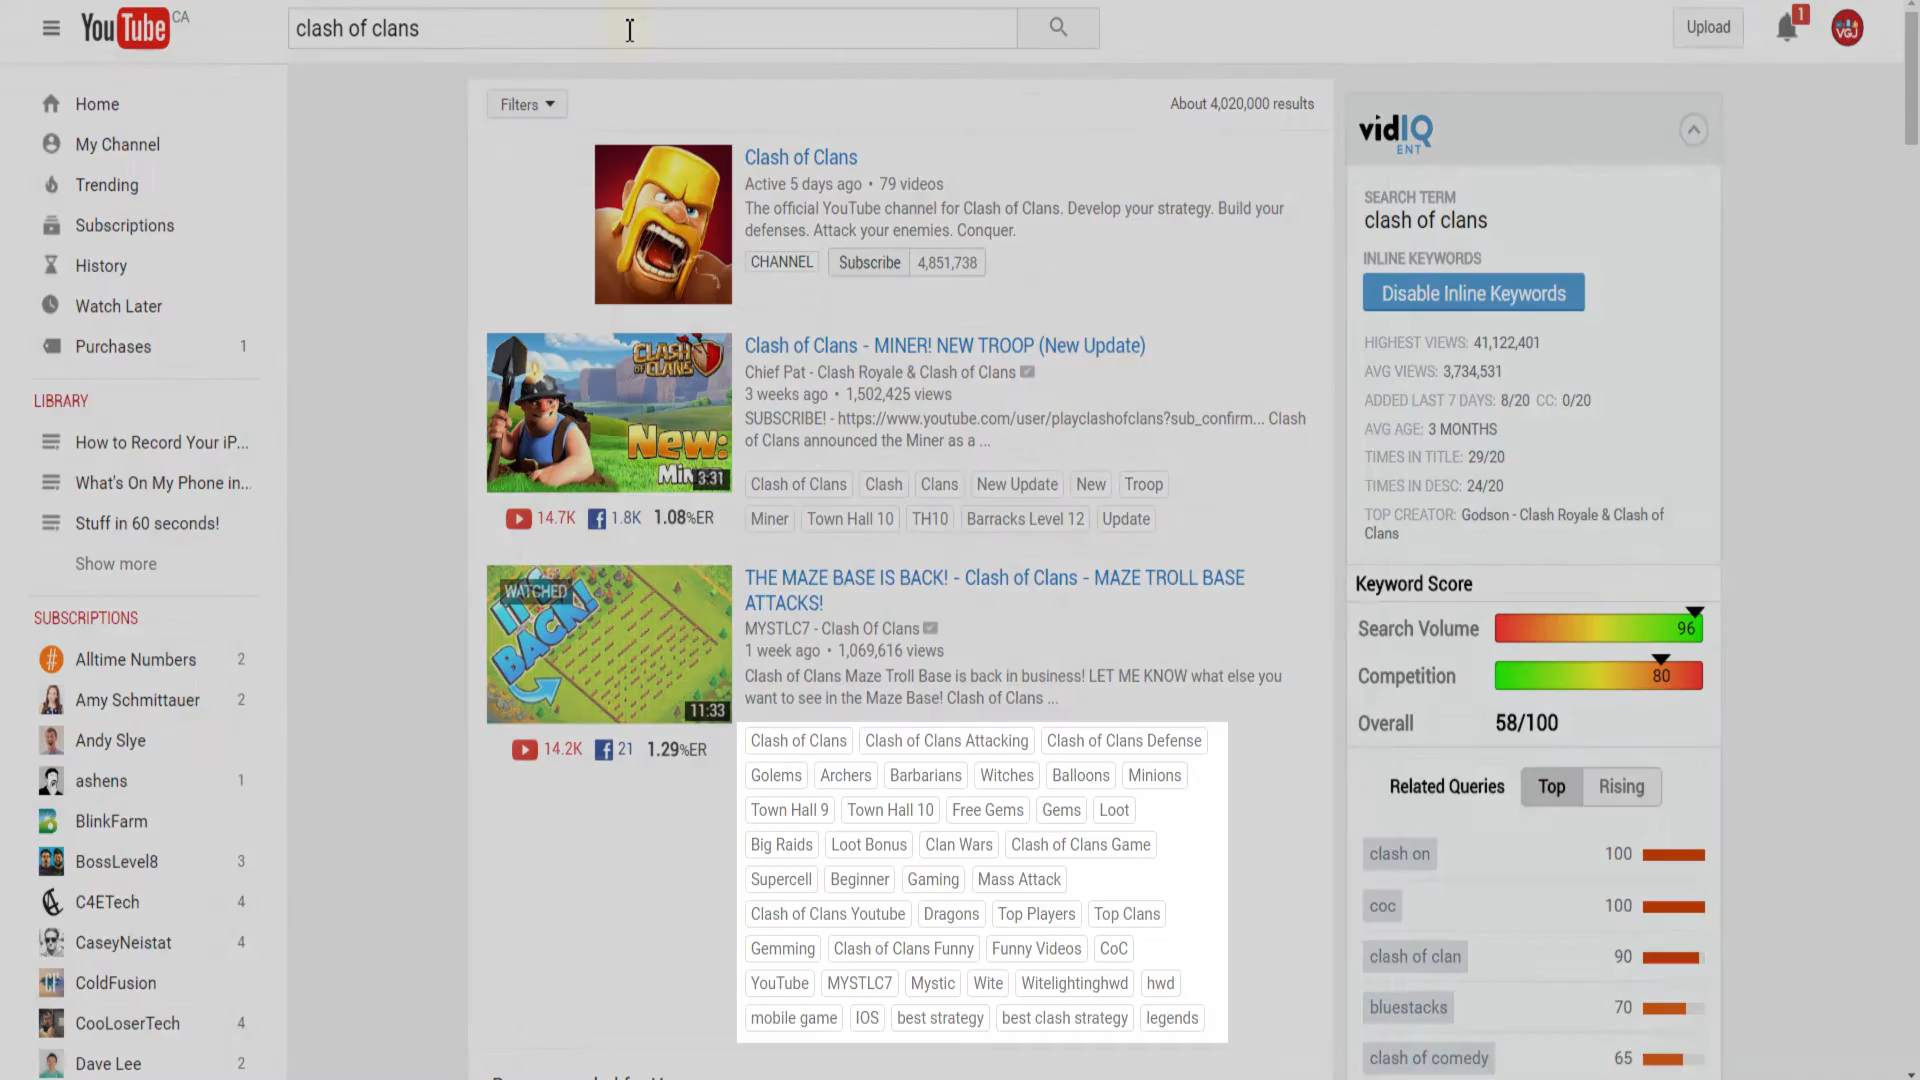 YouTube CA
clash of clans
Upload
1
VGJ
Home
My Channel
Trending
Subscriptions
History
Watch Later
Purchases 1
LIBRARY
How to Record Your iP...
What's On My Phone in...
Stuff in 60 seconds!
Show more
SUBSCRIPTIONS
Alltime Numbers 2
Amy Schmittauer 2
Andy Slye
ashens 1
BlinkFarm
BossLevel8 3
C4ETech 4
CaseyNeistat 4
ColdFusion
CooLoserTech 4
Dave Lee 2
Filters
About 4,020,000 results
Clash of Clans
Active 5 days ago • 79 videos
The official YouTube channel for Clash of Clans. Develop your strategy. Build your
defenses. Attack your enemies. Conquer.
CHANNEL Subscribe 4,851,738
CLASH
OF CLANS
New:
3:31
Clash of Clans - MINER! NEW TROOP (New Update)
Chief Pat - Clash Royale & Clash of Clans
3 weeks ago • 1,502,425 views
SUBSCRIBE! - https://www.youtube.com/user/playclashofclans?sub_confirm... Clash
of Clans announced the Miner as a ...
Clash of Clans Clash Clans New Update New Troop
Miner Town Hall 10 TH10 Barracks Level 12 Update
14.7K 1.8K 1.08%ER
WATCHED
IT'S
BACK!
11:33
THE MAZE BASE IS BACK! - Clash of Clans - MAZE TROLL BASE
ATTACKS!
MYSTLC7 - Clash Of Clans
1 week ago • 1,069,616 views
Clash of Clans Maze Troll Base is back in business! LET ME KNOW what else you
want to see in the Maze Base! Clash of Clans ...
14.2K 21 1.29%ER
Clash of Clans Clash of Clans Attacking Clash of Clans Defense
Golems Archers Barbarians Witches Balloons Minions
Town Hall 9 Town Hall 10 Free Gems Gems Loot
Big Raids Loot Bonus Clan Wars Clash of Clans Game
Supercell Beginner Gaming Mass Attack
Clash of Clans Youtube Dragons Top Players Top Clans
Gemming Clash of Clans Funny Funny Videos CoC
YouTube MYSTLC7 Mystic Wite Witelightinghwd hwd
mobile game IOS best strategy best clash strategy legends
vidIQ
ENT
SEARCH TERM
clash of clans
INLINE KEYWORDS
Disable Inline Keywords
HIGHEST VIEWS: 41,122,401
AVG VIEWS: 3,734,531
ADDED LAST 7 DAYS: 8/20 CC: 0/20
AVG AGE: 3 MONTHS
TIMES IN TITLE: 29/20
TIMES IN DESC: 24/20
TOP CREATOR: Godson - Clash Royale & Clash of
Clans
Keyword Score
Search Volume 96
Competition 80
Overall 58/100
Related Queries Top Rising
clash on 100
coc 100
clash of clan 90
bluestacks 70
clash of comedy 65